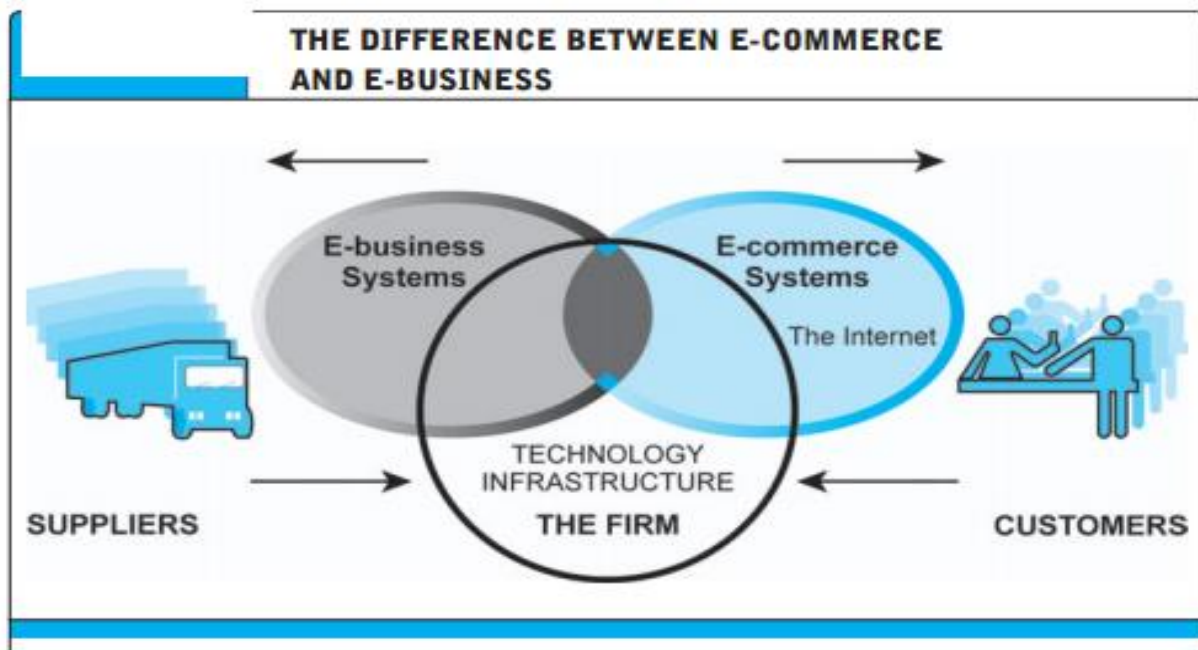 THE DIFFERENCE BETWEEN E-COMMERCE
AND E-BUSINESS
E-business
Systems
E-commerce
Systems
The Internet
TECHNOLOGY
INFRASTRUCTURE
THE FIRM
SUPPLIERS
CUSTOMERS